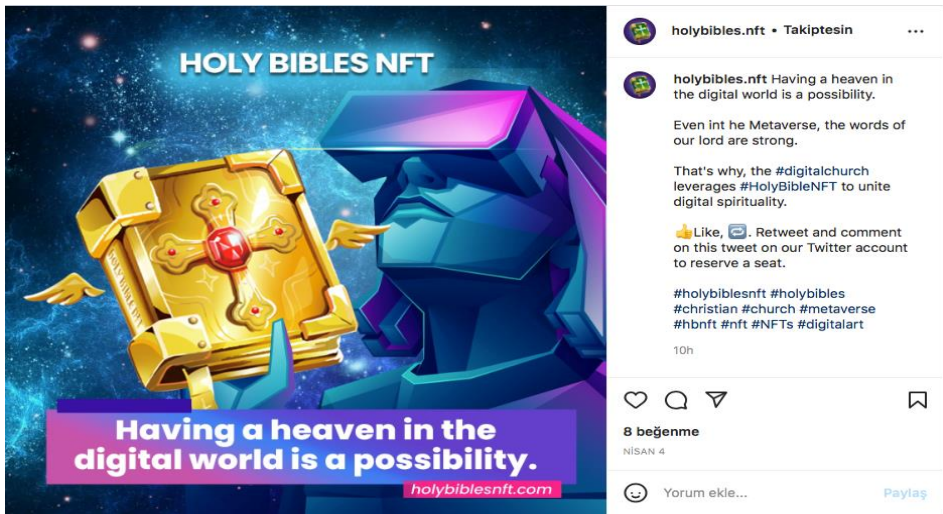 HOLY BIBLES NFT
Having a heaven in the
digital world is a possibility.
holybiblesnft.com
holybibles.nft • Takiptesin
holybibles.nft Having a heaven in
the digital world is a possibility.
Even int he Metaverse, the words of
our lord are strong.
That's why, the #digitalchurch
leverages #HolyBibleNFT to unite
digital spirituality.
👍Like, 🔁. Retweet and comment
on this tweet on our Twitter account
to reserve a seat.
#holybiblesnft #holybibles
#christian #church #metaverse
#hbnft #nft #NFTs #digitalart
10h
8 beğenme
NİSAN 4
Yorum ekle...
Paylaş